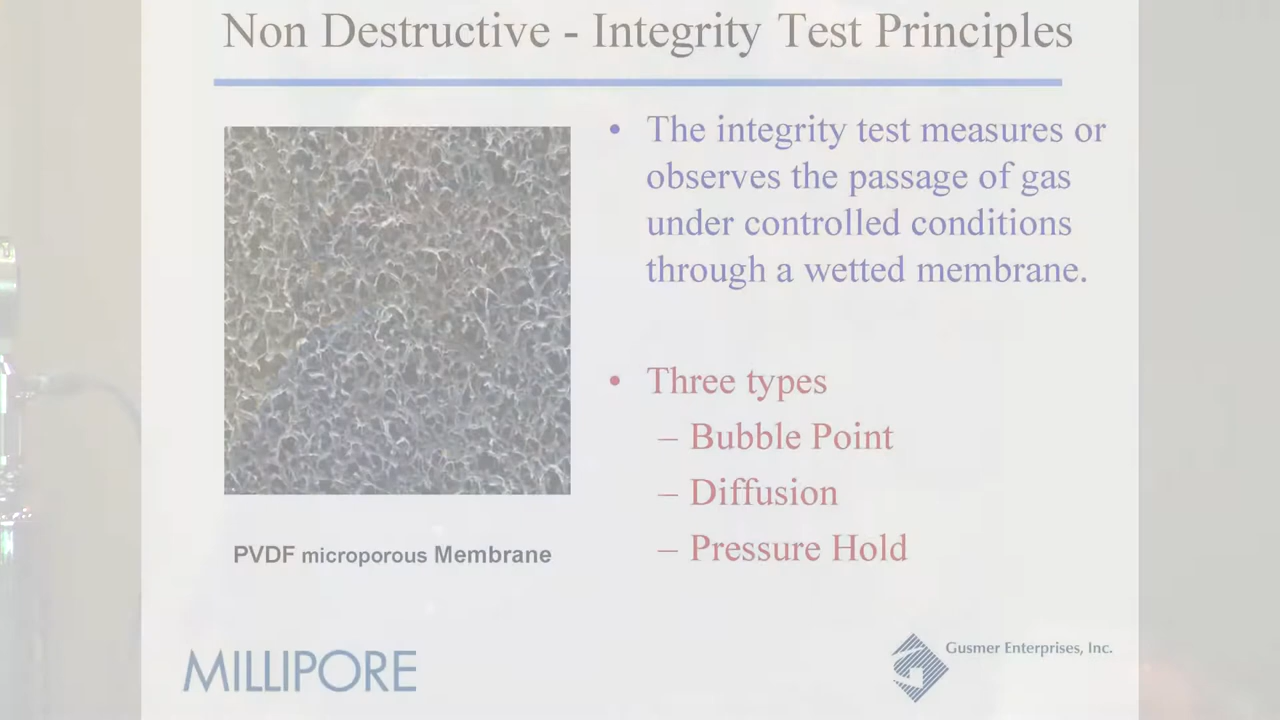 Non Destructive - Integrity Test Principles
• The integrity test measures or
observes the passage of gas
under controlled conditions
through a wetted membrane.
• Three types
– Bubble Point
– Diffusion
– Pressure Hold
PVDF microporous Membrane
MILLIPORE
Gusmer Enterprises, Inc.